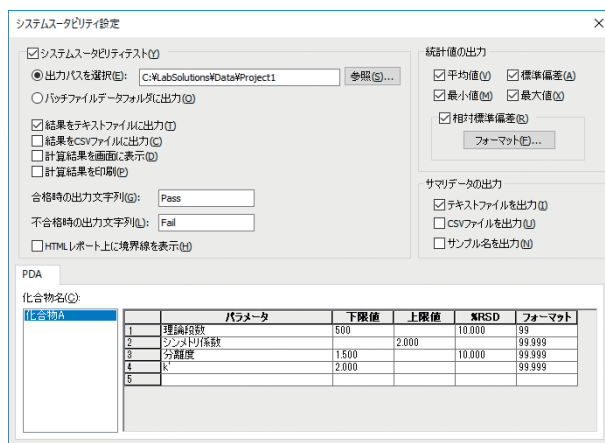 システムスータビリティ設定
システムスータビリティテスト(Y)
出力パスを選択(E): C:¥LabSolutions¥Data¥Project1 参照(S)...
バッチファイルデータフォルダに出力(O)
結果をテキストファイルに出力(T)
結果をCSVファイルに出力(C)
計算結果を画面に表示(D)
計算結果を印刷(P)
合格時の出力文字列(G): Pass
不合格時の出力文字列(L): Fail
HTMLレポート上に境界線を表示(H)
統計値の出力
平均値(V) 標準偏差(A)
最小値(M) 最大値(X)
相対標準偏差(R)
フォーマット(F)...
サマリデータの出力
テキストファイルを出力(I)
CSVファイルを出力(U)
サンプル名を出力(N)
PDA
化合物名(C):
化合物A
パラメータ 下限値 上限値 %RSD フォーマット
1 理論段数 500 10.000 99
2 シンメトリ係数 2.000 99.999
3 分離度 1.500 10.000 99.999
4 k' 2.000 99.999
5